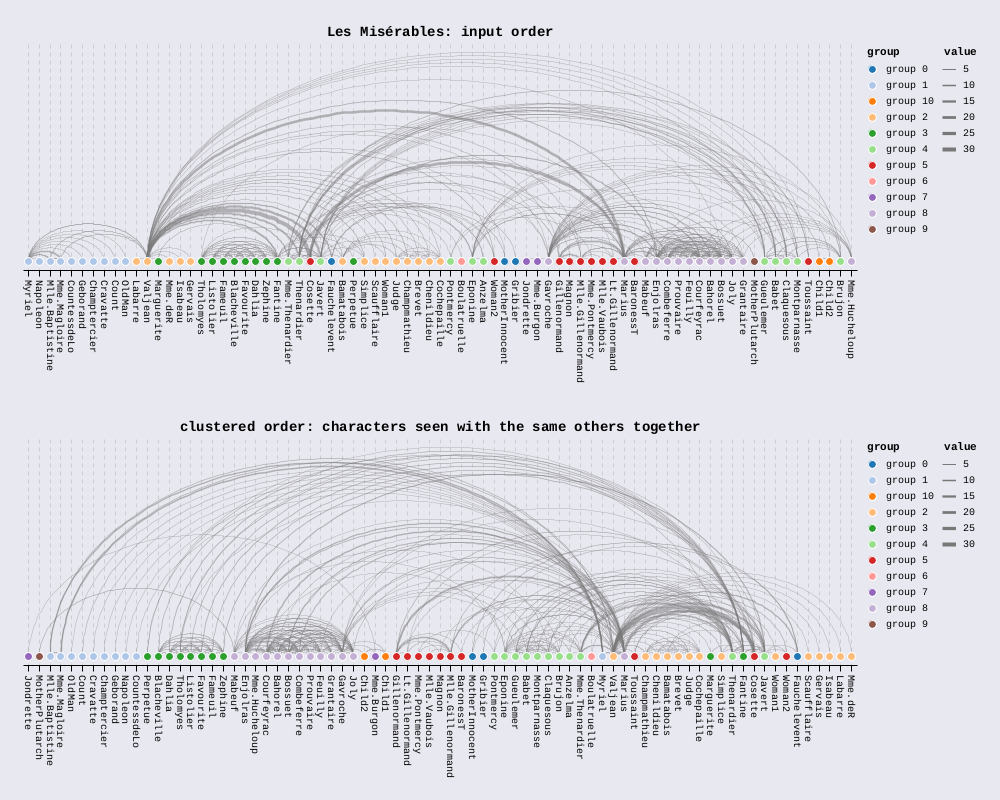 Les Misérables: input order
group
value
group 0
group 1
group 10
group 2
group 3
group 4
group 5
group 6
group 7
group 8
group 9
5
10
15
20
25
30
Myriel
Napoleon
Mlle.Baptistine
Mme.Magloire
CountessdeLo
Geborand
Champtercier
Cravatte
Count
OldMan
Labarre
Valjean
Marguerite
Mme.deR
Isabeau
Gervais
Tholomyes
Listolier
Fameuil
Blacheville
Favourite
Dahlia
Zephine
Fantine
Mme.Thenardier
Thenardier
Cosette
Javert
Fauchelevent
Bamatabois
Perpetue
Simplice
Scaufflaire
Woman1
Judge
Champmathieu
Brevet
Chenildieu
Cochepaille
Pontmercy
Boulatruelle
Eponine
Anzelma
Woman2
MotherInnocent
Gribier
Jondrette
Mme.Burgon
Gavroche
Gillenormand
Magnon
Mlle.Gillenormand
Mme.Pontmercy
Mlle.Vaubois
Lt.Gillenormand
Marius
BaronessT
Mabeuf
Enjolras
Combeferre
Prouvaire
Feuilly
Courfeyrac
Bahorel
Bossuet
Joly
Grantaire
MotherPlutarch
Gueulemer
Babet
Claquesous
Montparnasse
Toussaint
Child1
Child2
Brujon
Mme.Hucheloup
clustered order: characters seen with the same others together
group
value
group 0
group 1
group 10
group 2
group 3
group 4
group 5
group 6
group 7
group 8
group 9
5
10
15
20
25
30
Jondrette
MotherPlutarch
Mlle.Baptistine
Mme.Magloire
OldMan
Count
Cravatte
Champtercier
Geborand
Napoleon
CountessdeLo
Perpetue
Blacheville
Dahlia
Tholomyes
Listolier
Favourite
Fameuil
Zephine
Mabeuf
Enjolras
Mme.Hucheloup
Courfeyrac
Bahorel
Bossuet
Combeferre
Prouvaire
Feuilly
Grantaire
Gavroche
Joly
Child2
Mme.Burgon
Child1
Gillenormand
Lt.Gillenormand
Mme.Pontmercy
Mlle.Vaubois
Magnon
Mlle.Gillenormand
BaronessT
MotherInnocent
Gribier
Pontmercy
Eponine
Gueulemer
Babet
Montparnasse
Claquesous
Brujon
Anzelma
Mme.Thenardier
Boulatruelle
Myriel
Valjean
Marius
Toussaint
Champmathieu
Chenildieu
Bamatabois
Brevet
Judge
Cochepaille
Marguerite
Simplice
Thenardier
Fantine
Cosette
Javert
Woman1
Woman2
Fauchelevent
Scaufflaire
Gervais
Isabeau
Labarre
Mme.deR